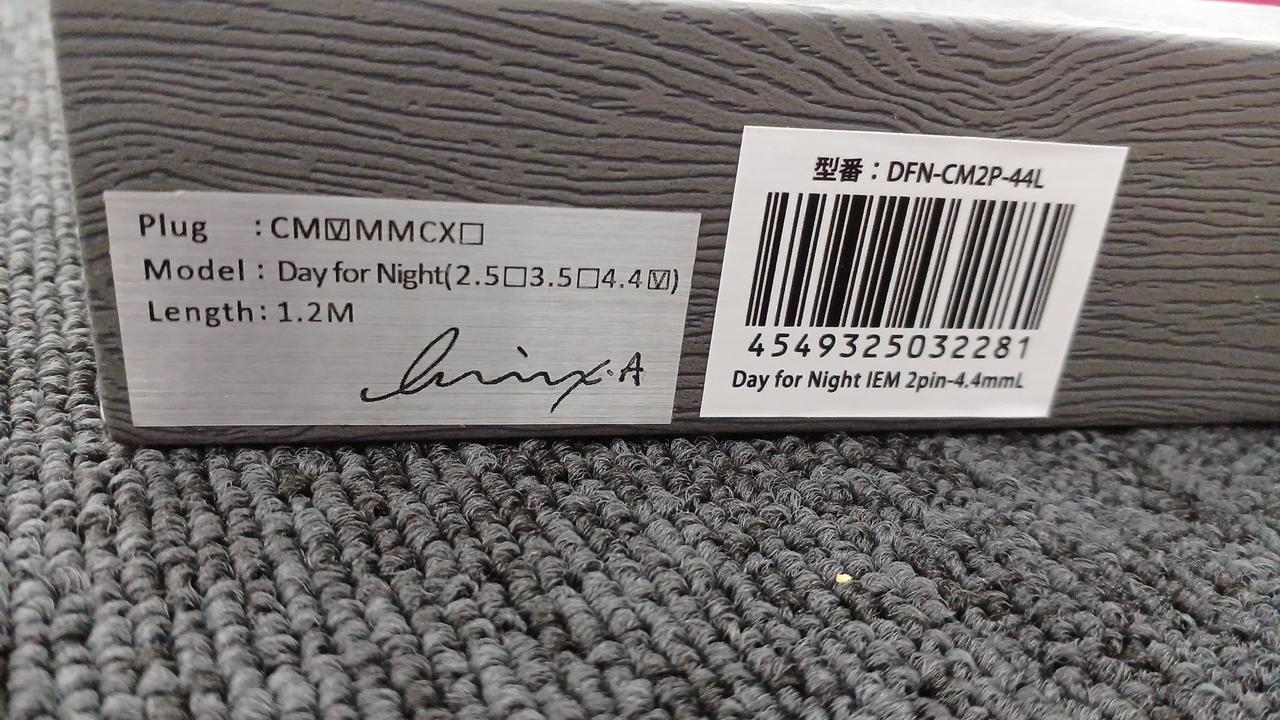 Plug : CM☑MMCX☐
Model : Day for Night(2.5☐3.5☐4.4☑)
Length: 1.2M
型番：DFN-CM2P-44L
4549325032281
Day for Night IEM 2pin-4.4mmL